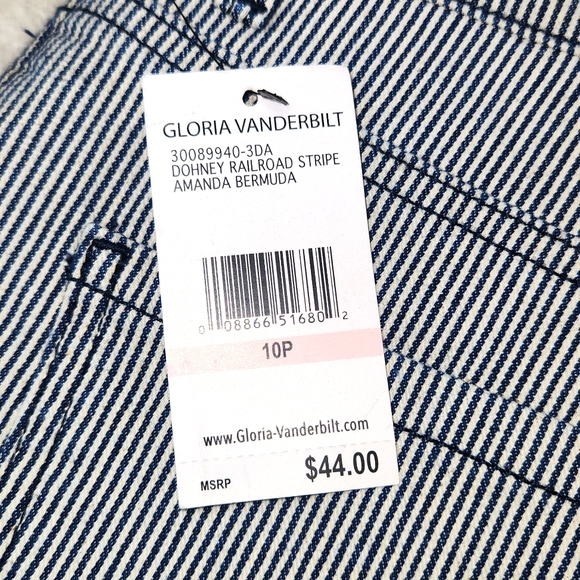 GLORIA VANDERBILT
30089940-3DA
DOHNEY RAILROAD STRIPE
AMANDA BERMUDA
0 08866 51680 2
10P
www.Gloria-Vanderbilt.com
MSRP $44.00